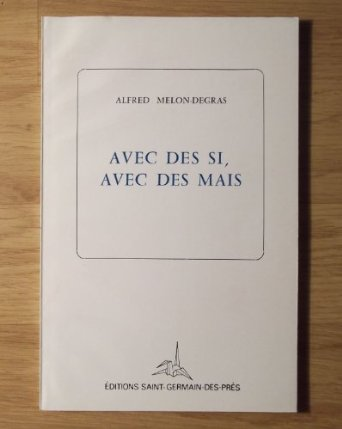 ALFRED MELON-DEGRAS
AVEC DES SI,
AVEC DES MAIS
ÉDITIONS SAINT-GERMAIN-DES-PRÉS